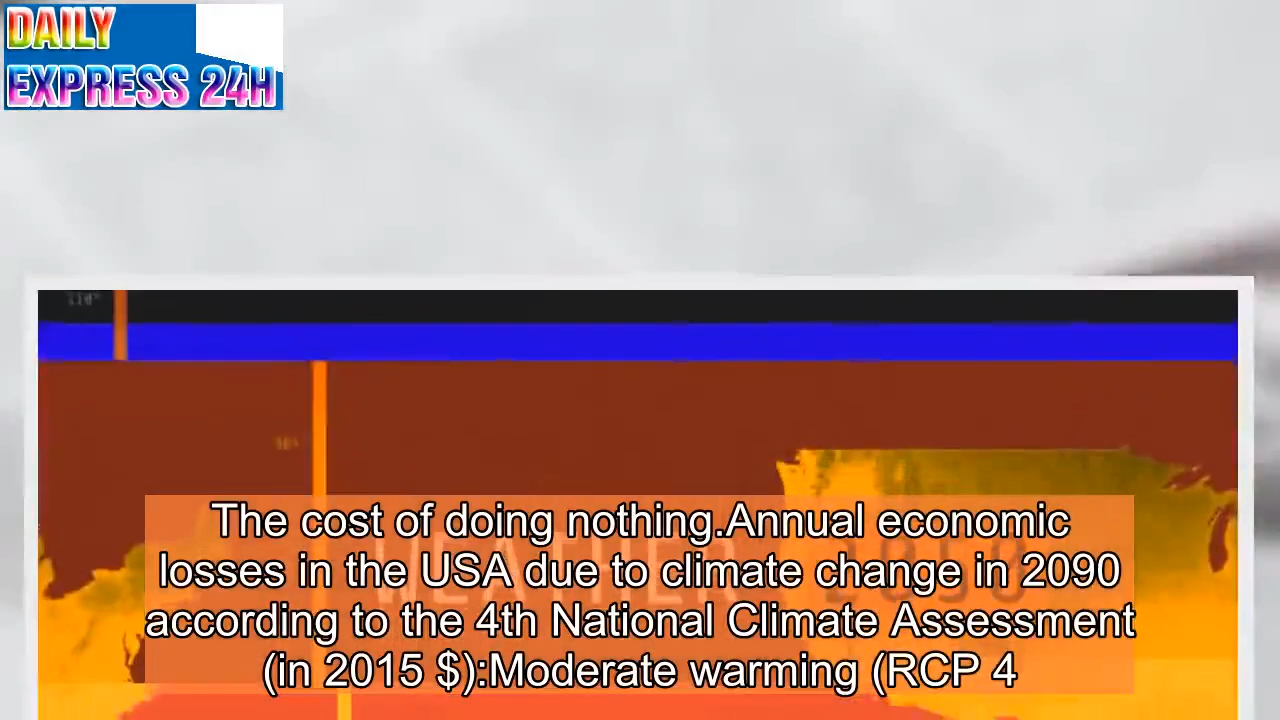 DAILY
EXPRESS 24H
The cost of doing nothing.Annual economic
losses in the USA due to climate change in 2090
according to the 4th National Climate Assessment
(in 2015 $):Moderate warming (RCP 4
WEATHER